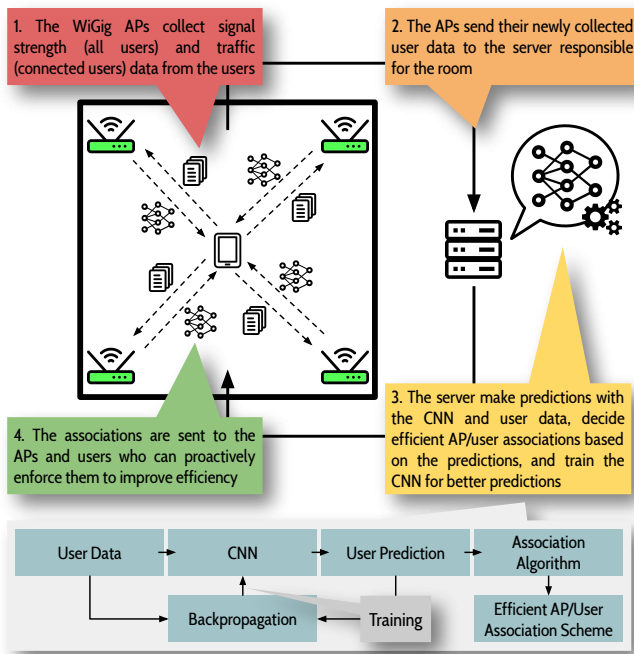 1. The WiGig APs collect signal
strength (all users) and traffic
(connected users) data from the users
2. The APs send their newly collected
user data to the server responsible
for the room
3. The server make predictions with
the CNN and user data, decide
efficient AP/user associations based
on the predictions, and train the
CNN for better predictions
4. The associations are sent to the
APs and users who can proactively
enforce them to improve efficiency
User Data
CNN
User Prediction
Association
Algorithm
Backpropagation
Training
Efficient AP/User
Association Scheme